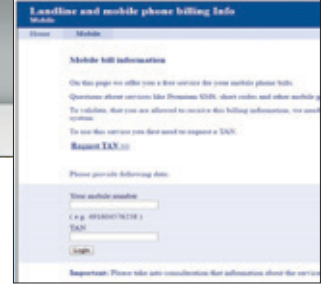 Landline and mobile phone billing Info
Mobile
Home Mobile
Mobile bill information
On this page we offer you a free service for your mobile phone bills.
Questions about services like Premium SMS, short codes and other mobile
To validate, that you are allowed to receive this billing information, we need
system.
To use this service you first need to request a TAN.
Request TAN >>
Please provide following data:
Your mobile number
TAN
Login
Important: Please take into consideration that information about the service